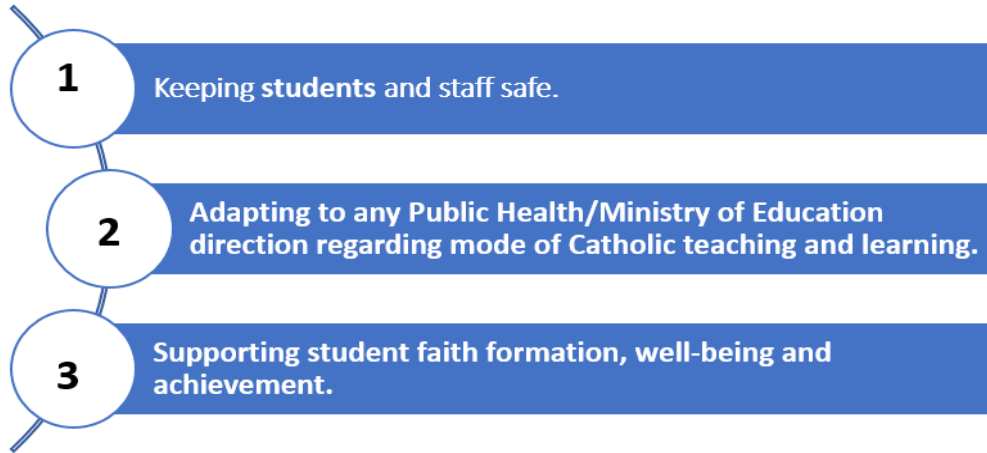 1
Keeping students and staff safe.
2
Adapting to any Public Health/Ministry of Education
direction regarding mode of Catholic teaching and learning.
3
Supporting student faith formation, well-being and
achievement.